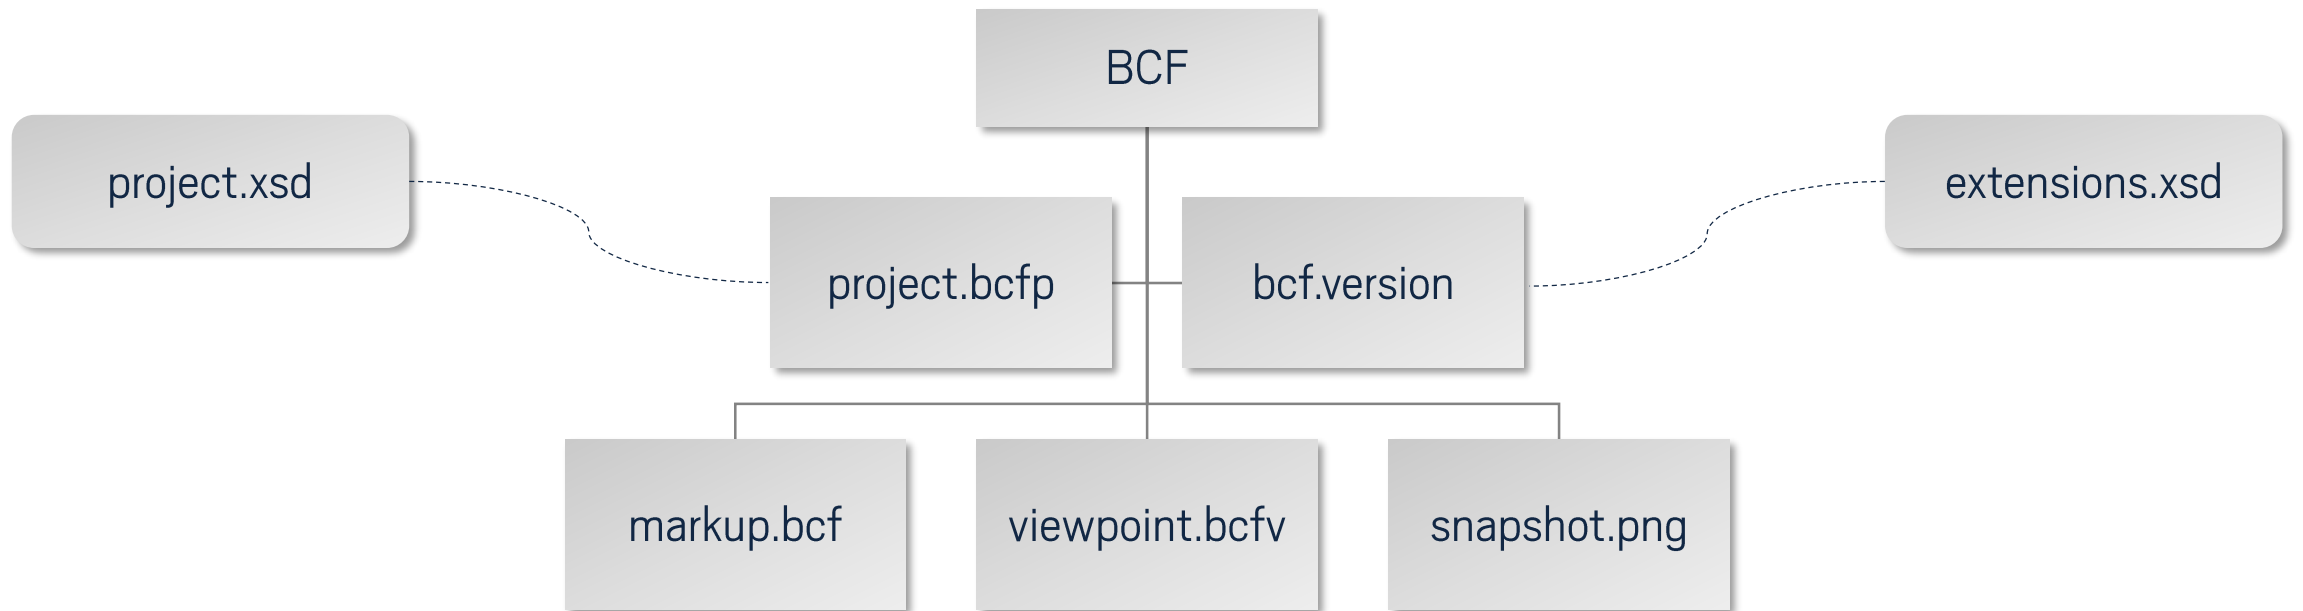 BCF
project.xsd
extensions.xsd
project.bcfp
bcf.version
markup.bcf
viewpoint.bcfv
snapshot.png